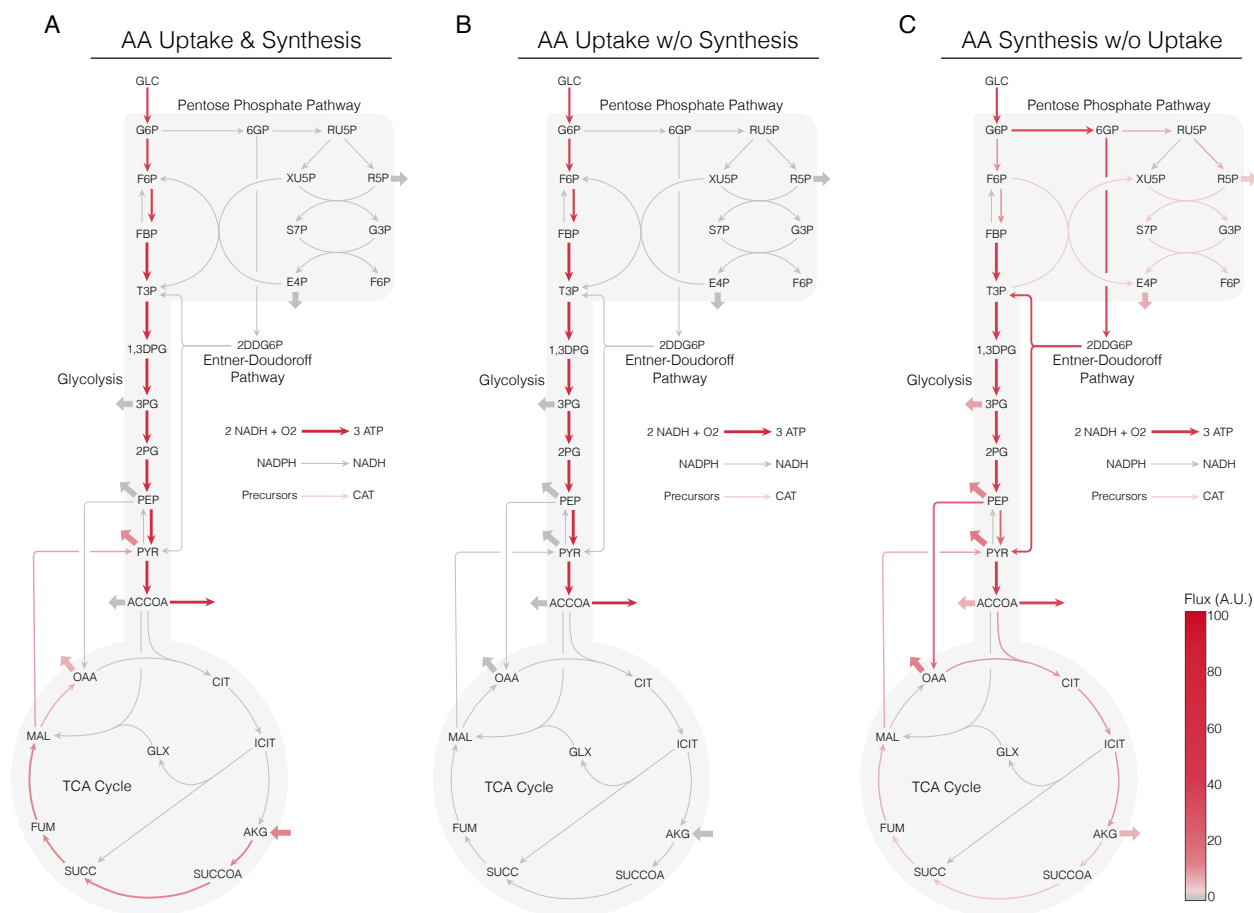 A
AA Uptake & Synthesis
GLC
Pentose Phosphate Pathway
G6P 6GP RU5P
F6P XU5P R5P
FBP S7P G3P
T3P E4P F6P
1,3DPG 2DDG6P
Entner-Doudoroff
Pathway
Glycolysis
3PG
2 NADH + O2 3 ATP
2PG
NADPH NADH
PEP Precursors CAT
PYR
ACCOA
OAA CIT
MAL GLX ICIT
TCA Cycle
FUM AKG
SUCC SUCCOA
B
AA Uptake w/o Synthesis
GLC
Pentose Phosphate Pathway
G6P 6GP RU5P
F6P XU5P R5P
FBP S7P G3P
T3P E4P F6P
1,3DPG 2DDG6P
Entner-Doudoroff
Pathway
Glycolysis
3PG
2 NADH + O2 3 ATP
2PG
NADPH NADH
PEP Precursors CAT
PYR
ACCOA
OAA CIT
MAL GLX ICIT
TCA Cycle
FUM AKG
SUCC SUCCOA
C
AA Synthesis w/o Uptake
GLC
Pentose Phosphate Pathway
G6P 6GP RU5P
F6P XU5P R5P
FBP S7P G3P
T3P E4P F6P
1,3DPG 2DDG6P
Entner-Doudoroff
Pathway
Glycolysis
3PG
2 NADH + O2 3 ATP
2PG
NADPH NADH
PEP Precursors CAT
PYR
ACCOA
OAA CIT
MAL GLX ICIT
TCA Cycle
FUM AKG
SUCC SUCCOA
Flux (A.U.)
100
80
60
40
20
0